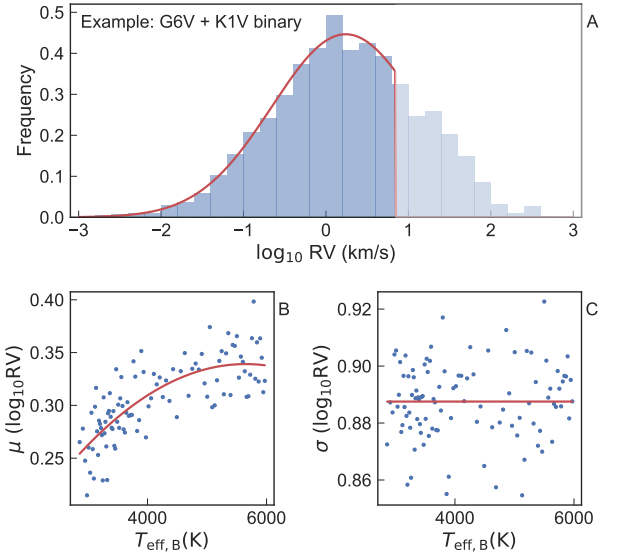 Example: G6V + K1V binary
A
0.5
0.4
0.3
0.2
0.1
0.0
Frequency
−3 −2 −1 0 1 2 3
log₁₀ RV (km/s)
B
0.40
0.35
0.30
0.25
μ (log₁₀RV)
4000 6000
T_eff, B(K)
C
0.92
0.90
0.88
0.86
σ (log₁₀RV)
4000 6000
T_eff, B(K)